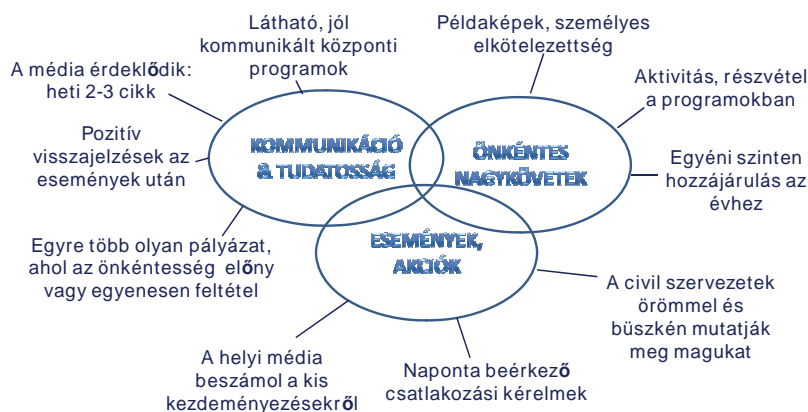 Látható, jól
kommunikált központi
programok
Példaképek, személyes
elkötelezettség
A média érdeklődik:
heti 2-3 cikk
Aktivitás, részvétel
a programokban
Pozitív
visszajelzések az
események után
KOMMUNIKÁCIÓ
& TUDATOSSÁG
ÖNKÉNTES
NAGYKÖVETEK
Egyéni szinten
hozzájárulás az
évhez
Egyre több olyan pályázat,
ahol az önkéntesség előny
vagy egyenesen feltétel
ESEMÉNYEK,
AKCIÓK
A civil szervezetek
örömmel és
büszkén mutatják
meg magukat
A helyi média
beszámol a kis
kezdeményezésekről
Naponta beérkező
csatlakozási kérelmek